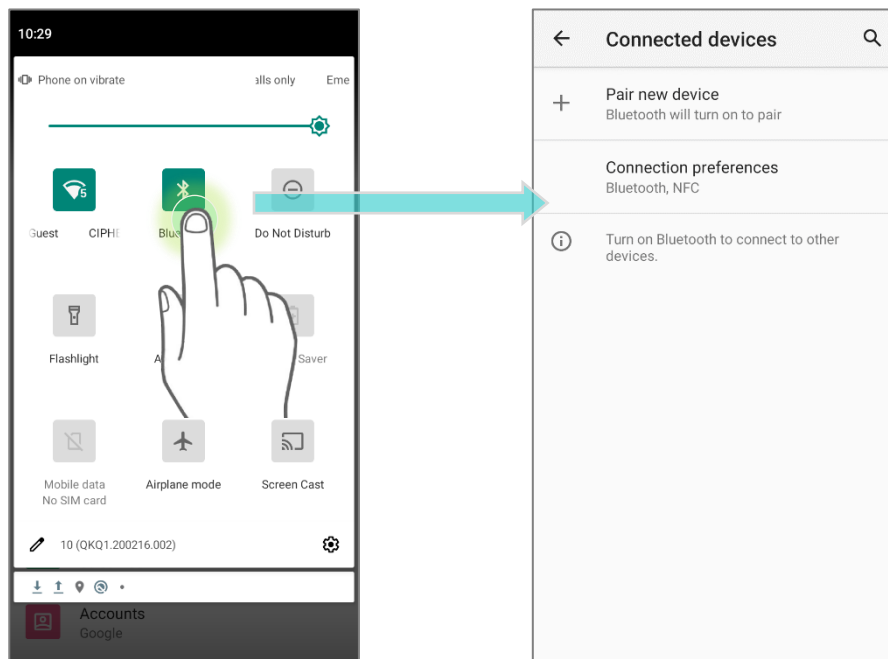 10:29
Phone on vibrate
alls only
Eme
5
Guest CIPHE
Blue
Do Not Disturb
Flashlight
A
Saver
Mobile data
No SIM card
Airplane mode
Screen Cast
10 (QKQ1.200216.002)
Accounts
Google
Connected devices
Pair new device
Bluetooth will turn on to pair
Connection preferences
Bluetooth, NFC
Turn on Bluetooth to connect to other
devices.